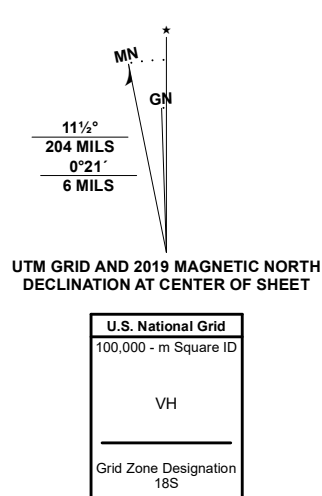 MN
GN
11½°
204 MILS
0°21´
6 MILS
UTM GRID AND 2019 MAGNETIC NORTH
DECLINATION AT CENTER OF SHEET
U.S. National Grid
100,000 - m Square ID
VH
Grid Zone Designation
18S